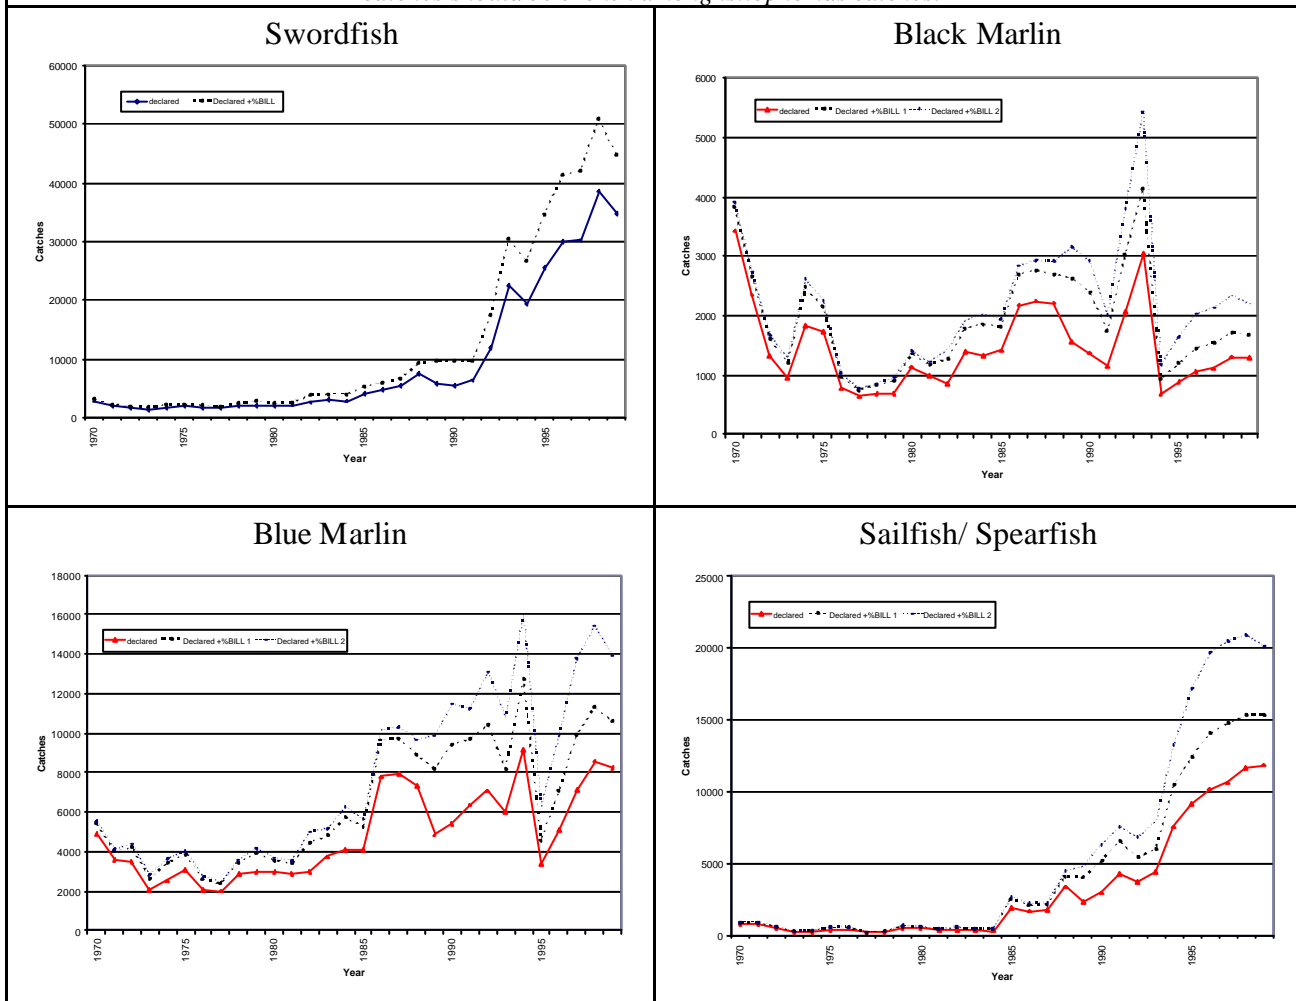 Swordfish
60000
50000
40000
30000
20000
10000
0
Catches
declared Declared +%BILL
1970 1975 1980 1985 1990 1995
Year
Black Marlin
6000
5000
4000
3000
2000
1000
0
Catches
declared Declared +%BILL 1 Declared +%BILL 2
1970 1975 1980 1985 1990 1995
Year
Blue Marlin
18000
16000
14000
12000
10000
8000
6000
4000
2000
0
Catches
declared Declared +%BILL 1 Declared +%BILL 2
1970 1975 1980 1985 1990 1995
Year
Sailfish/ Spearfish
25000
20000
15000
10000
5000
0
Catches
declared Declared +%BILL 1 Declared +%BILL 2
1970 1975 1980 1985 1990 1995
Year